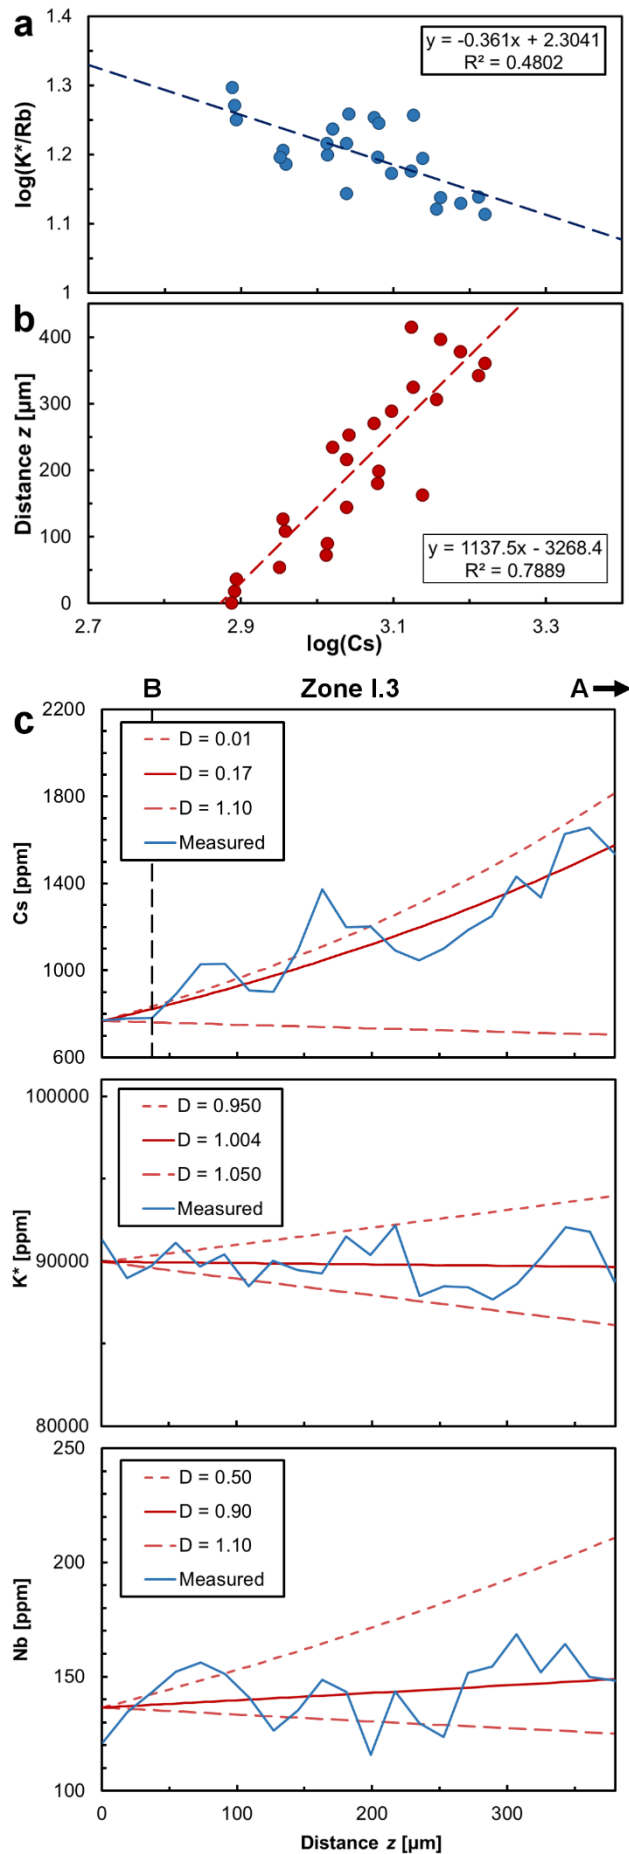 a
1.4
1.3
1.2
1.1
1
log(K*/Rb)
y = -0.361x + 2.3041
R² = 0.4802
b
400
300
200
100
0
Distance z [µm]
y = 1137.5x - 3268.4
R² = 0.7889
2.7
2.9
3.1
3.3
log(Cs)
B
Zone I.3
A
c
2200
1800
1400
1000
600
Cs [ppm]
D = 0.01
D = 0.17
D = 1.10
Measured
100000
90000
80000
K* [ppm]
D = 0.950
D = 1.004
D = 1.050
Measured
250
200
150
100
Nb [ppm]
D = 0.50
D = 0.90
D = 1.10
Measured
0
100
200
300
Distance z [µm]